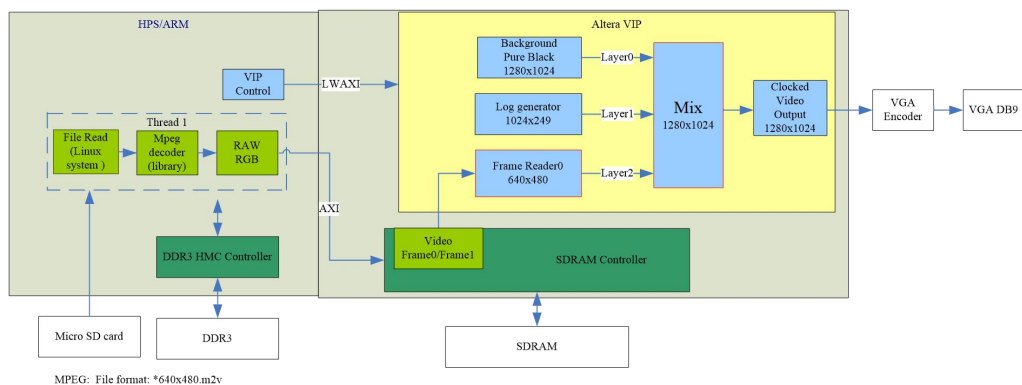 HPS/ARM
Altera VIP
VIP
Control
LWAXI
Background
Pure Black
1280x1024
Layer0
Log generator
1024x249
Layer1
Frame Reader0
640x480
Layer2
Mix
1280x1024
Clocked
Video
Output
1280x1024
VGA
Encoder
VGA DB9
Thread 1
File Read
(Linux
system )
Mpeg
decoder
(library)
RAW
RGB
AXI
DDR3 HMC Controller
Video
Frame0/Frame1
SDRAM Controller
Micro SD card
DDR3
SDRAM
MPEG: File format: *640x480.m2v